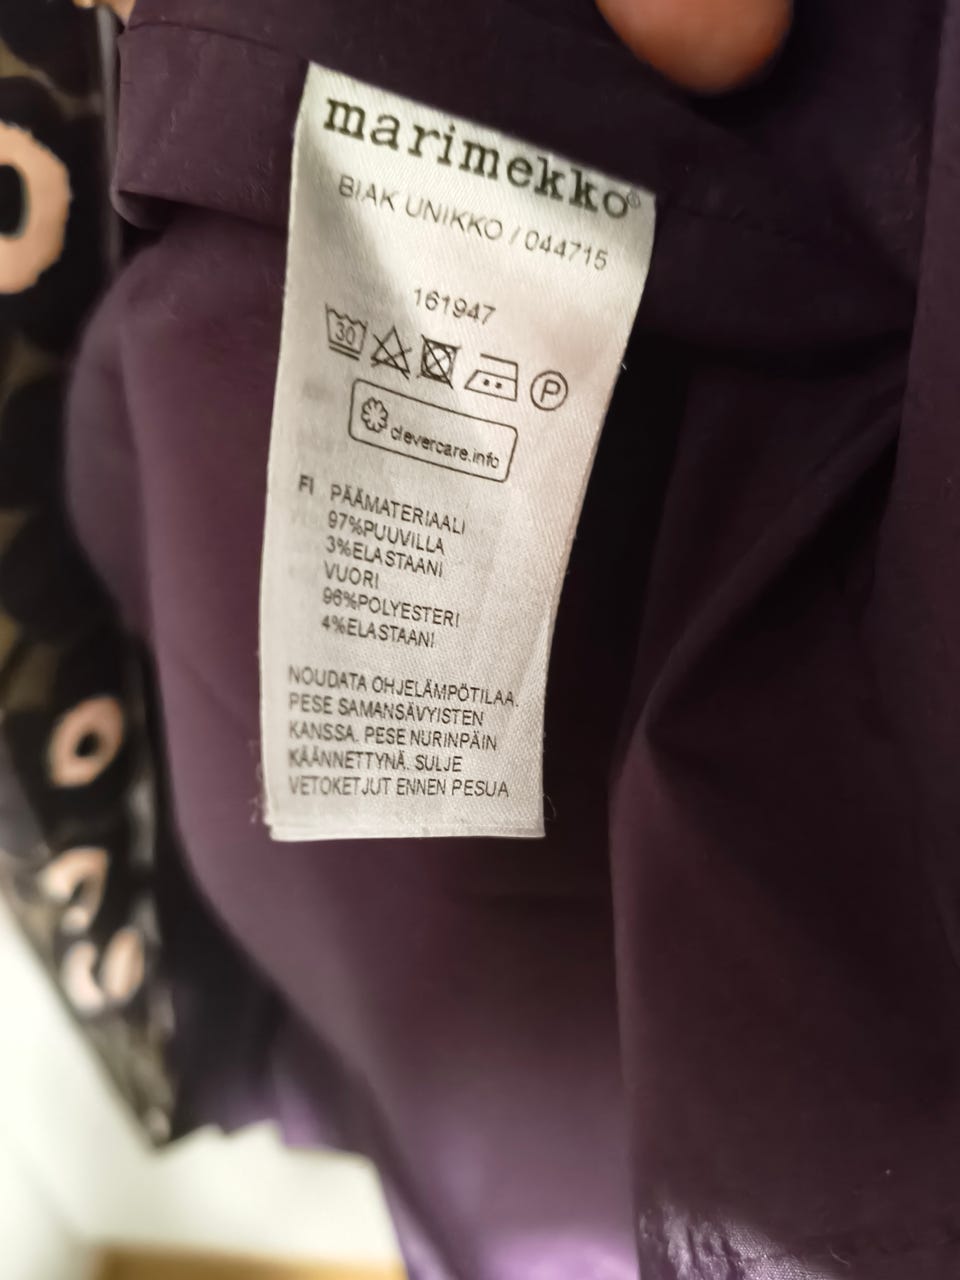 marimekko®
BIAK UNIKKO / 044715
161947
30 P
clevercare.info
FI PÄÄMATERIAALI
97%PUUVILLA
3%ELASTAANI
VUORI
96%POLYESTERI
4%ELASTAANI
NOUDATA OHJELÄMPÖTILAA.
PESE SAMANSÄVYISTEN
KANSSA. PESE NURINPÄIN
KÄÄNNETTYNÄ. SULJE
VETOKETJUT ENNEN PESUA